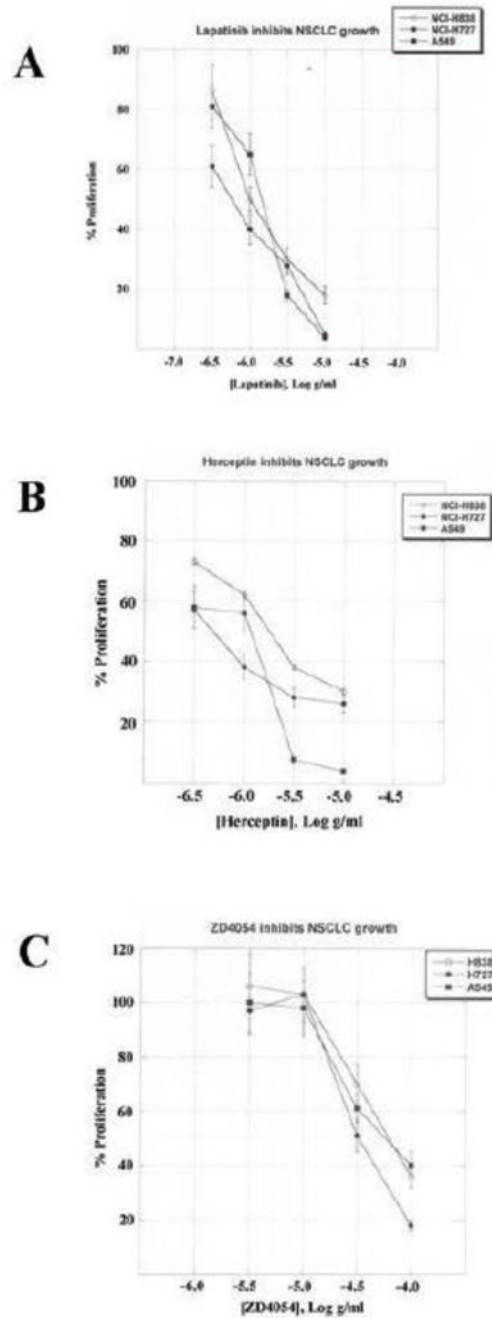 A
Lapatinib inhibits NSCLC growth
NCI-H838
NCI-H727
A549
100
80
60
40
20
% Proliferation
-7.0 -6.5 -6.0 -5.5 -5.0 -4.5 -4.0
[Lapatinib], Log g/ml
B
Herceptin inhibits NSCLC growth
NCI-H838
NCI-H727
A549
100
80
60
40
20
% Proliferation
-6.5 -6.0 -5.5 -5.0 -4.5
[Herceptin], Log g/ml
C
ZD4054 inhibits NSCLC growth
H838
H727
A549
120
100
80
60
40
20
% Proliferation
-6.0 -5.5 -5.0 -4.5 -4.0
[ZD4054], Log g/ml